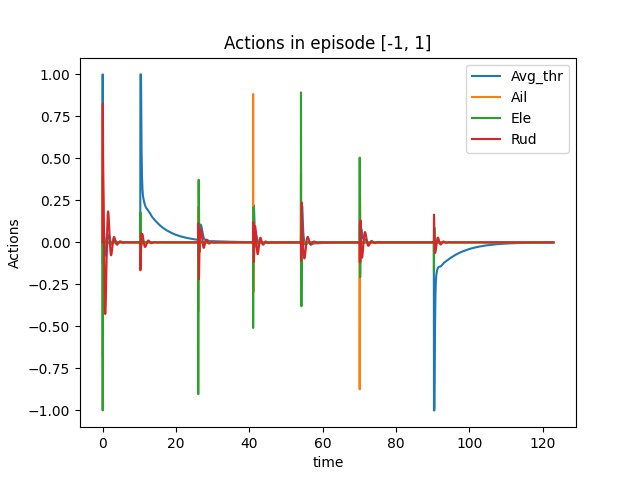 Actions in episode [-1, 1]
Avg_thr
Ail
Ele
Rud
1.00
0.75
0.50
0.25
0.00
−0.25
−0.50
−0.75
−1.00
Actions
0 20 40 60 80 100 120
time